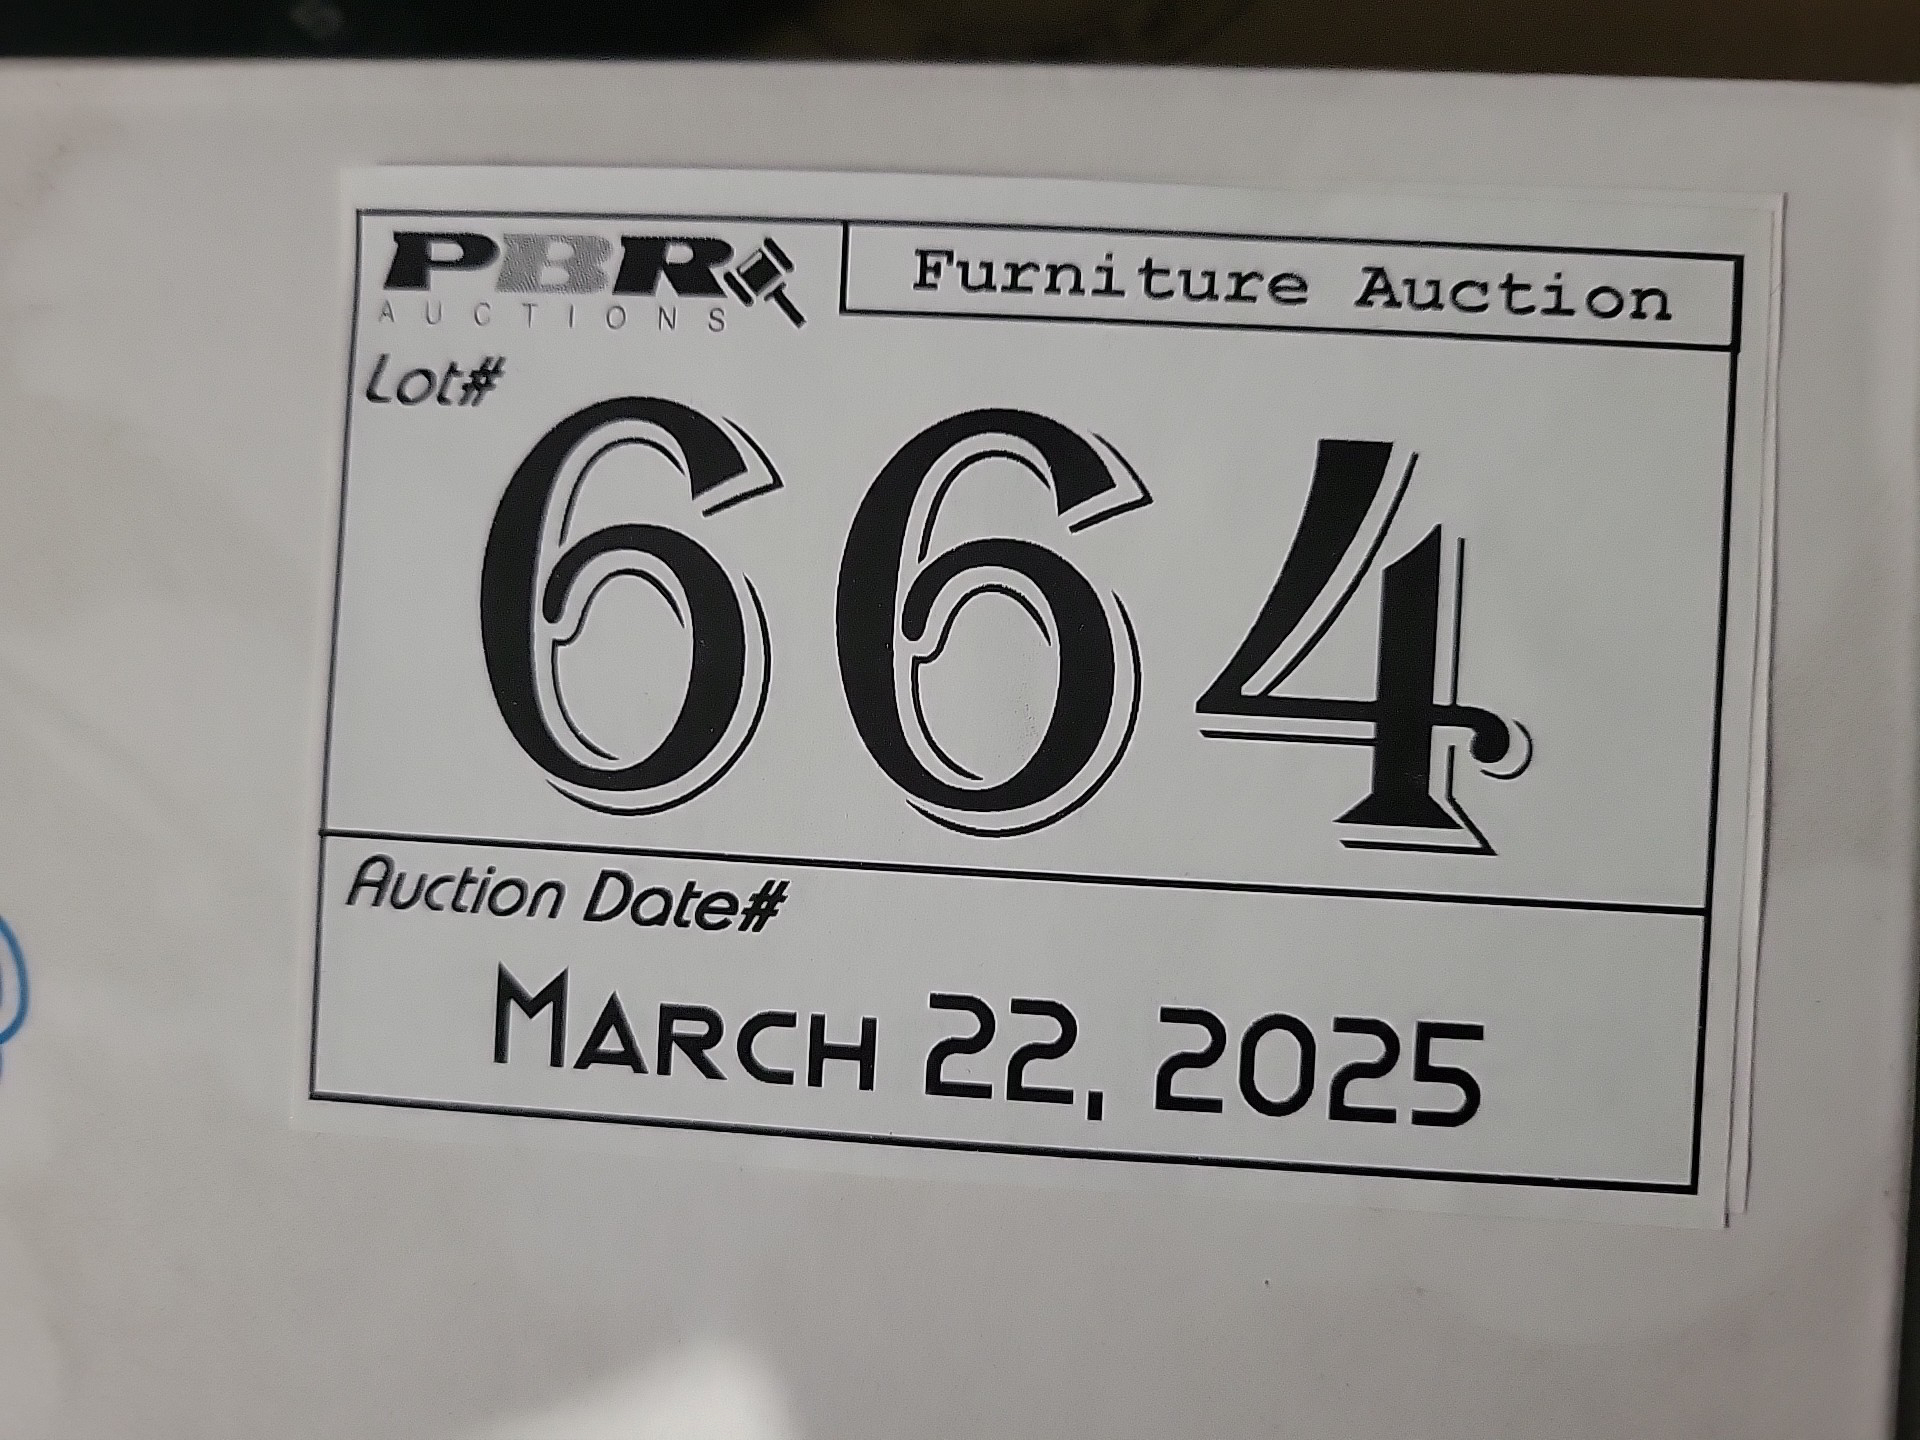 PBR
AUCTIONS
Furniture Auction
Lot#
664
Auction Date#
MARCH 22, 2025